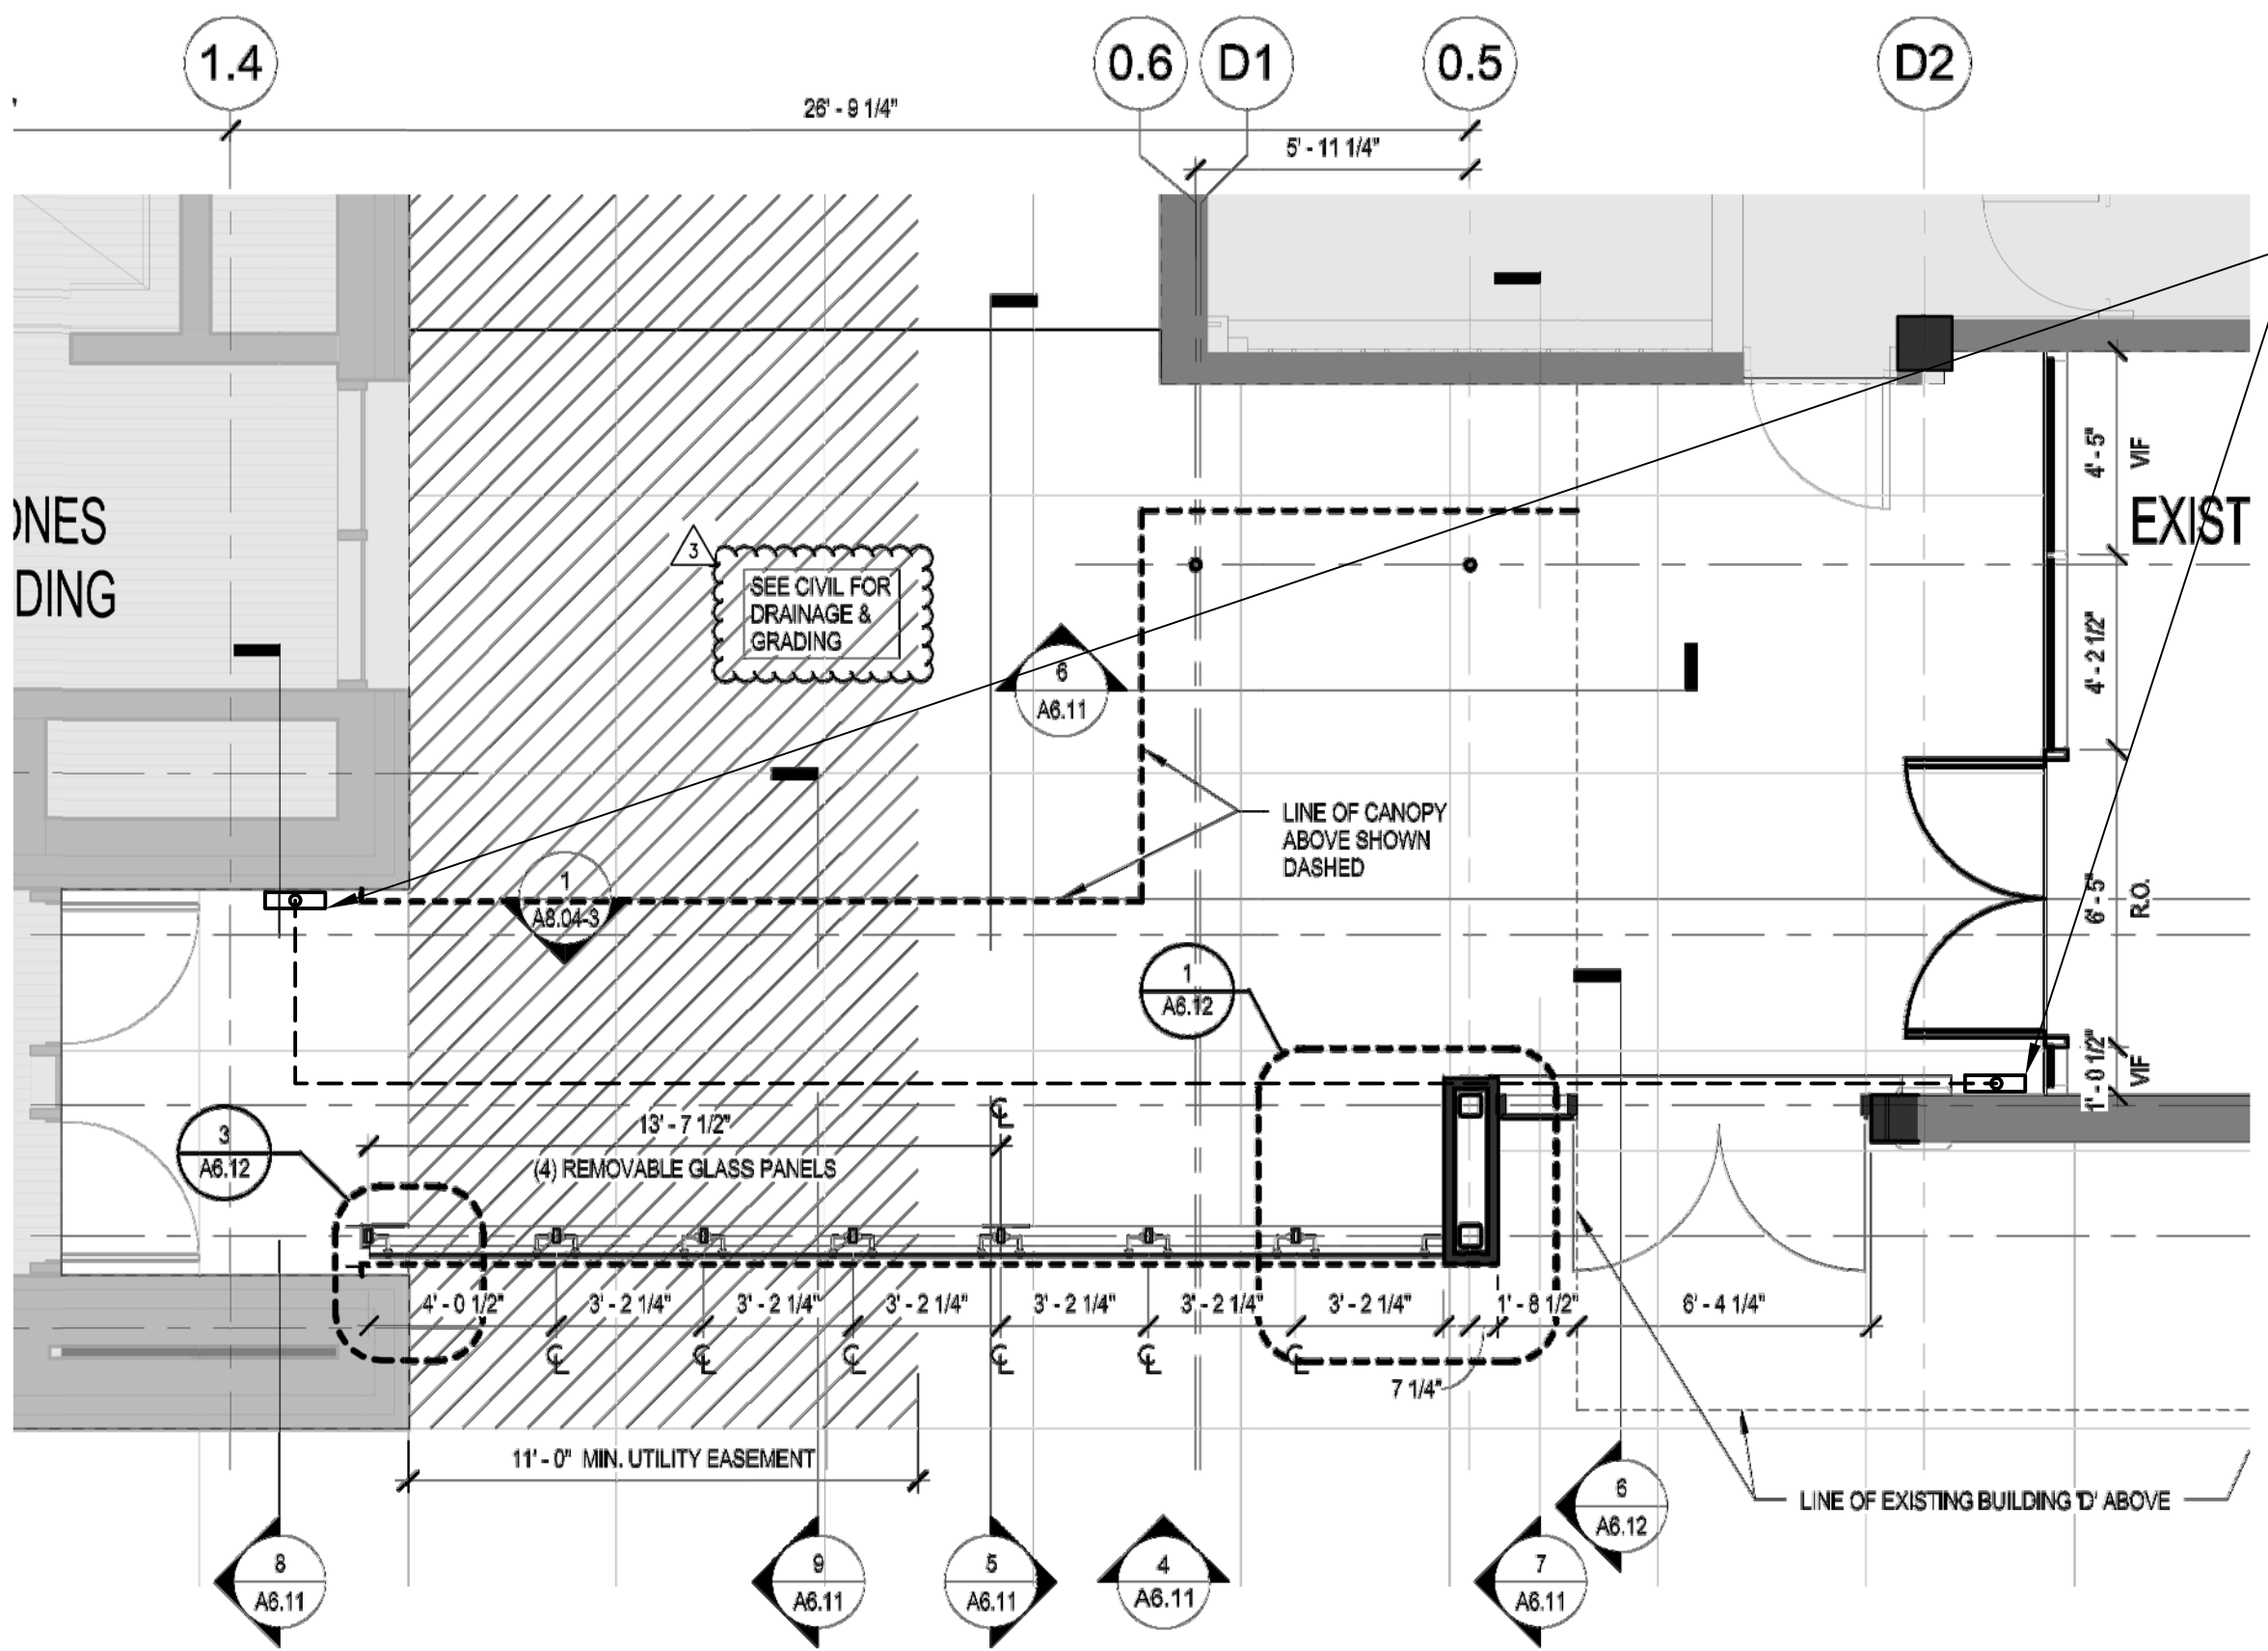 1.4
0.6
D1
0.5
D2
26' - 9 1/4"
5' - 11 1/4"
4' - 5"
VIF
EXIST
ONES
DING
3
SEE CIVIL FOR
DRAINAGE &
GRADING
6
A6.11
4' - 2 1/2"
LINE OF CANOPY
ABOVE SHOWN
DASHED
1
A8.04-3
6' - 5"
R.O.
1
A6.12
1' - 0 1/2"
VIF
3
A6.12
13' - 7 1/2"
(4) REMOVABLE GLASS PANELS
℄
4' - 0 1/2"
3' - 2 1/4"
3' - 2 1/4"
3' - 2 1/4"
3' - 2 1/4"
3' - 2 1/4"
3' - 2 1/4"
1' - 8 1/2"
6' - 4 1/4"
℄
℄
℄
℄
℄
℄
7 1/4"
11' - 0" MIN. UTILITY EASEMENT
LINE OF EXISTING BUILDING 'D' ABOVE
6
A6.12
8
A6.11
9
A6.11
5
A6.11
4
A6.11
7
A6.11